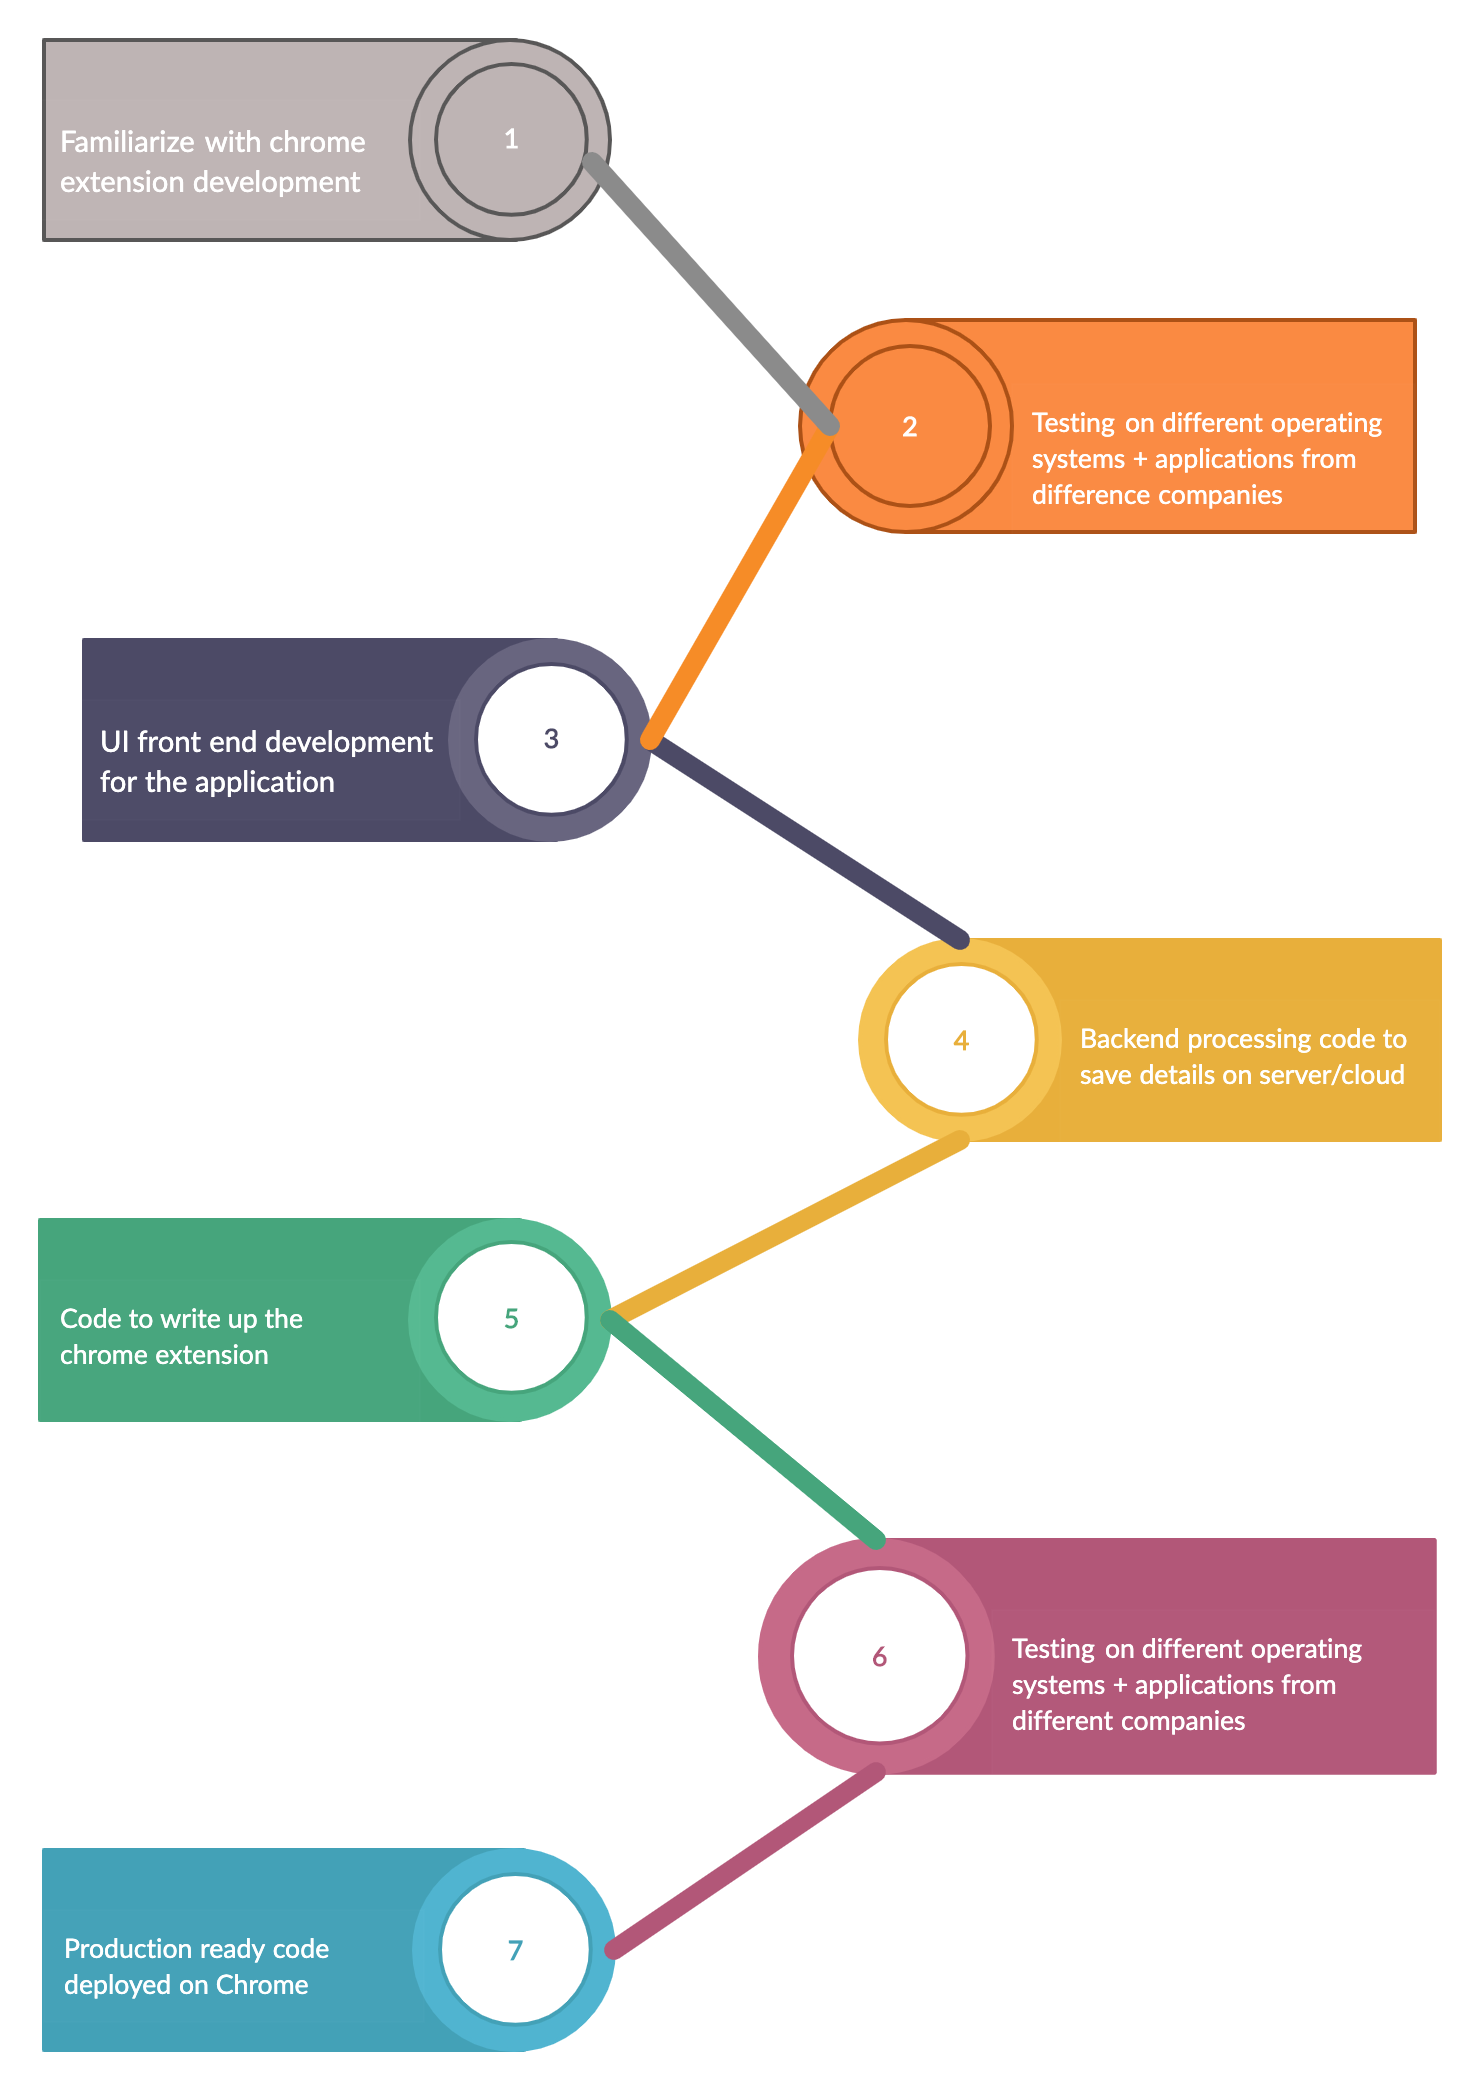 1
Familiarize with chrome
extension development
2
Testing on different operating
systems + applications from
difference companies
3
UI front end development
for the application
4
Backend processing code to
save details on server/cloud
5
Code to write up the
chrome extension
6
Testing on different operating
systems + applications from
different companies
7
Production ready code
deployed on Chrome